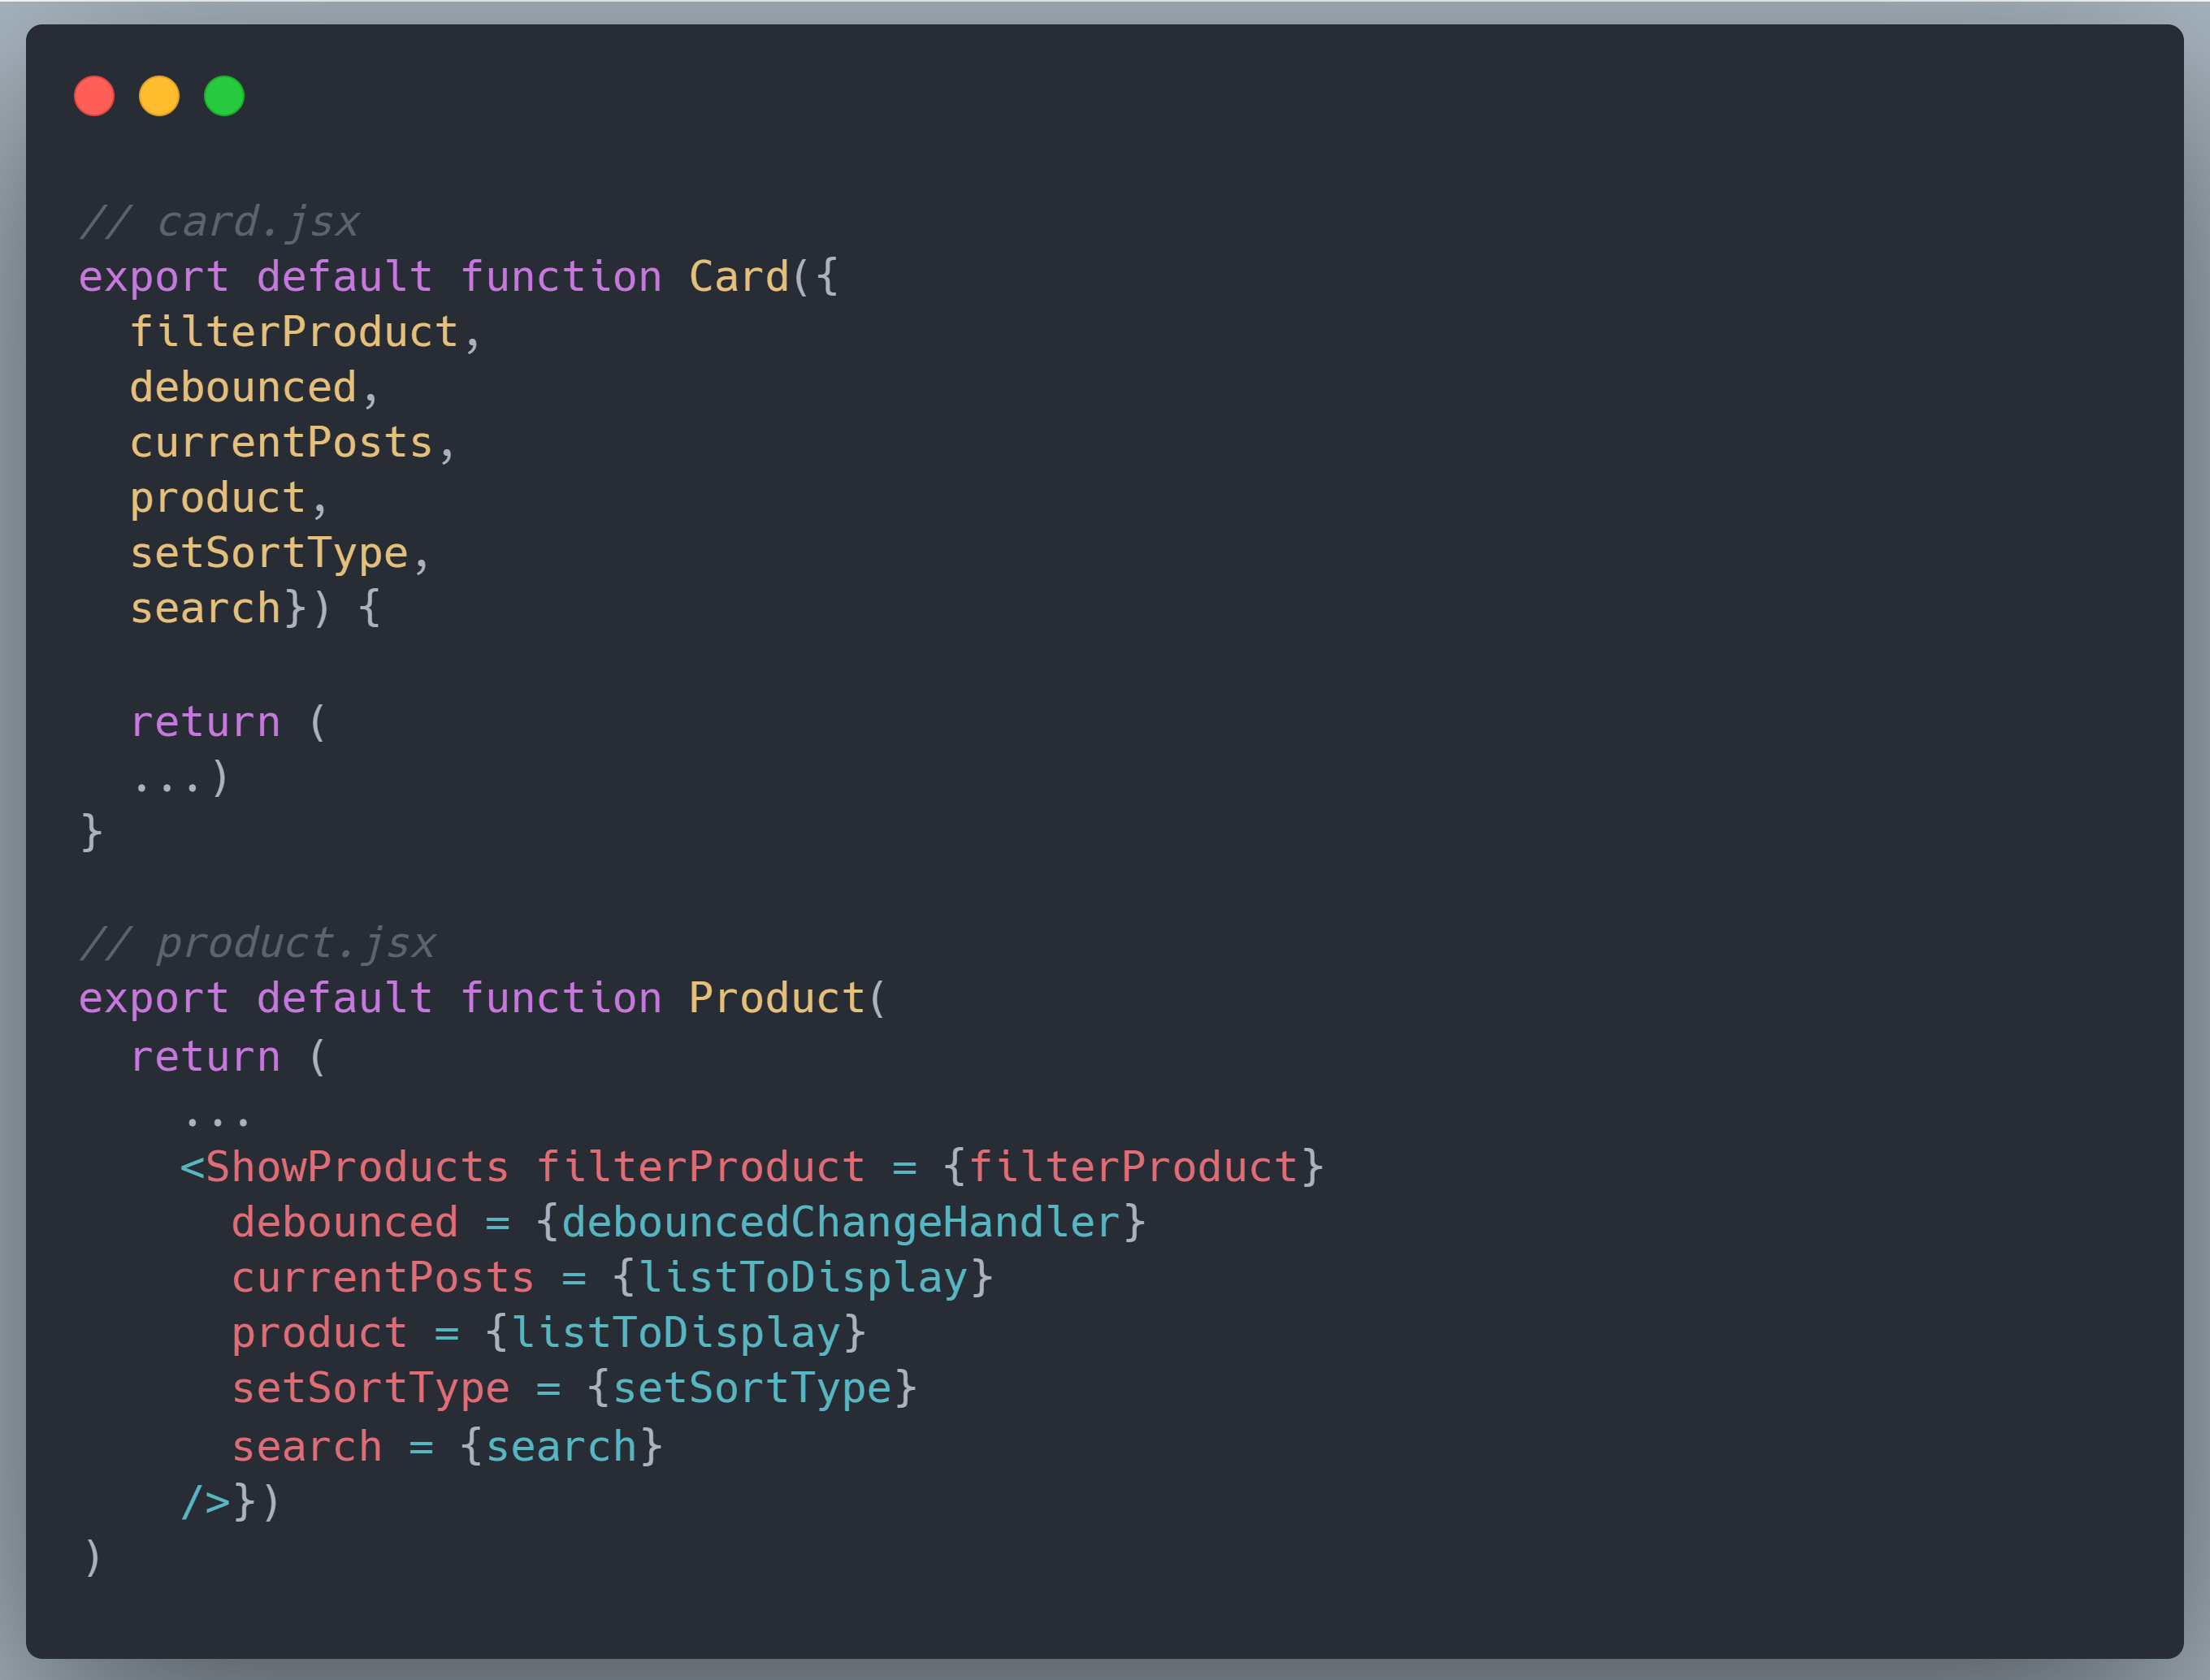 // card.jsx
export default function Card({
  filterProduct,
  debounced,
  currentPosts,
  product,
  setSortType,
  search}) {
  return (
  ...)
}
// product.jsx
export default function Product(
  return (
    ...
    <ShowProducts filterProduct = {filterProduct}
      debounced = {debouncedChangeHandler}
      currentPosts = {listToDisplay}
      product = {listToDisplay}
      setSortType = {setSortType}
      search = {search}
    />})
)